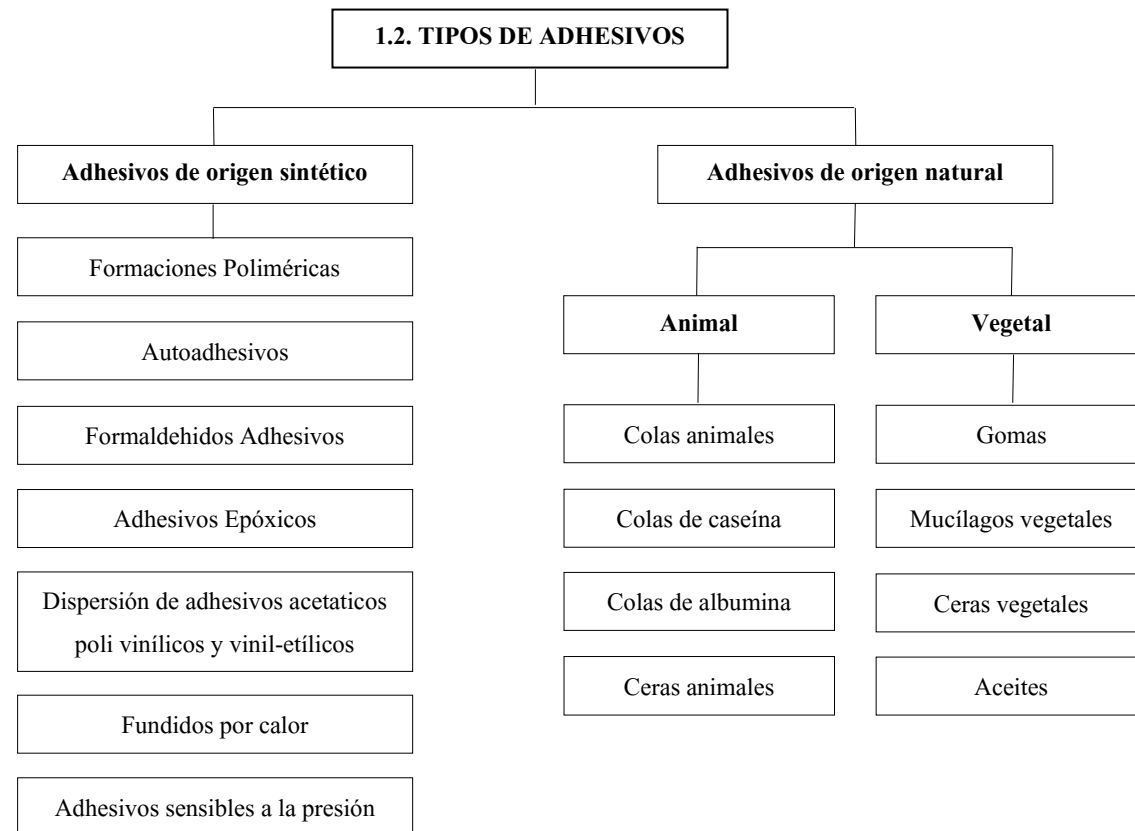 1.2. TIPOS DE ADHESIVOS
Adhesivos de origen sintético
Formaciones Poliméricas
Autoadhesivos
Formaldehidos Adhesivos
Adhesivos Epóxicos
Dispersión de adhesivos acetaticos
poli vinílicos y vinil-etílicos
Fundidos por calor
Adhesivos sensibles a la presión
Adhesivos de origen natural
Animal
Colas animales
Colas de caseína
Colas de albumina
Ceras animales
Vegetal
Gomas
Mucílagos vegetales
Ceras vegetales
Aceites